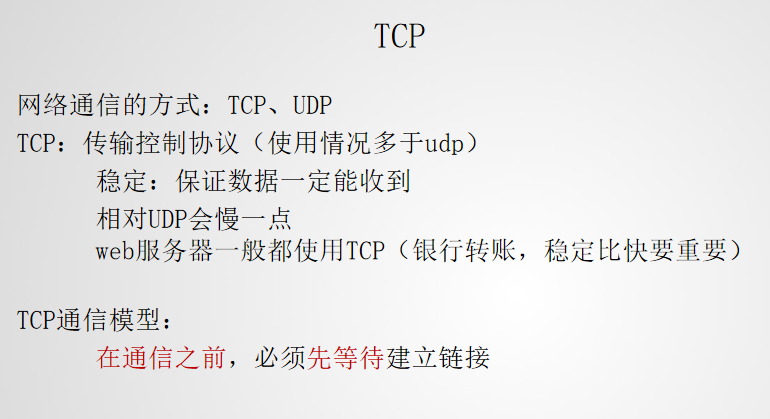 TCP
网络通信的方式：TCP、UDP
TCP：传输控制协议（使用情况多于udp）
稳定：保证数据一定能收到
相对UDP会慢一点
web服务器一般都使用TCP（银行转账，稳定比快要重要）
TCP通信模型：
在通信之前，必须先等待建立链接